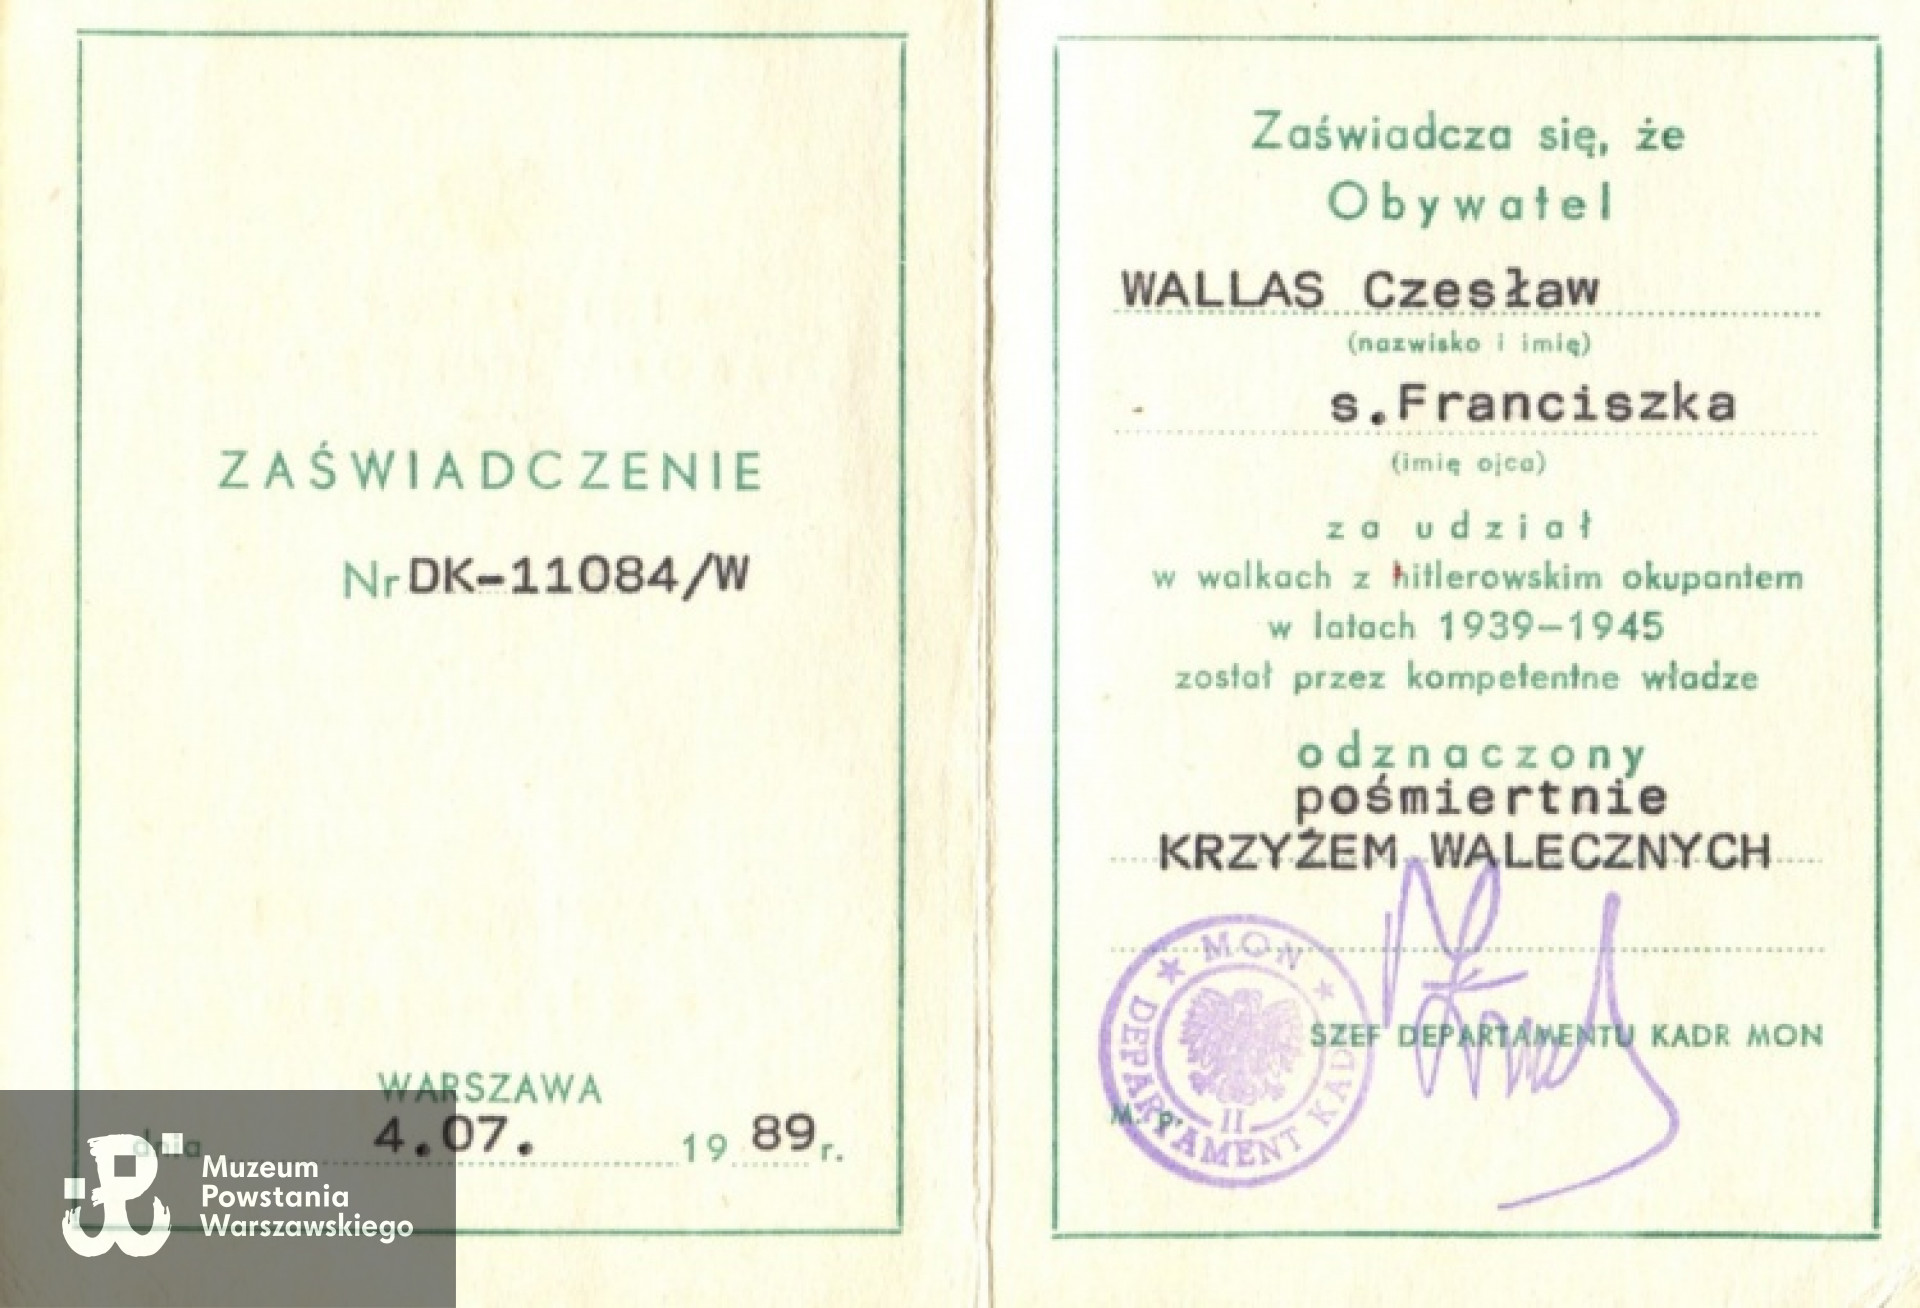 ZAŚWIADCZENIE
Nr DK-11084/W
WARSZAWA
dnia 4.07. 1989 r.
Muzeum
Powstania
Warszawskiego
Zaświadcza się, że
Obywatel
WALLAS Czesław
(nazwisko i imię)
s.Franciszka
(imię ojca)
za udział
w walkach z hitlerowskim okupantem
w latach 1939–1945
został przez kompetentne władze
odznaczony
pośmiertnie
KRZYŻEM WALECZNYCH
SZEF DEPARTAMENTU KADR MON
M. p.
★ MON ★
DEPARTAMENT KADR
II